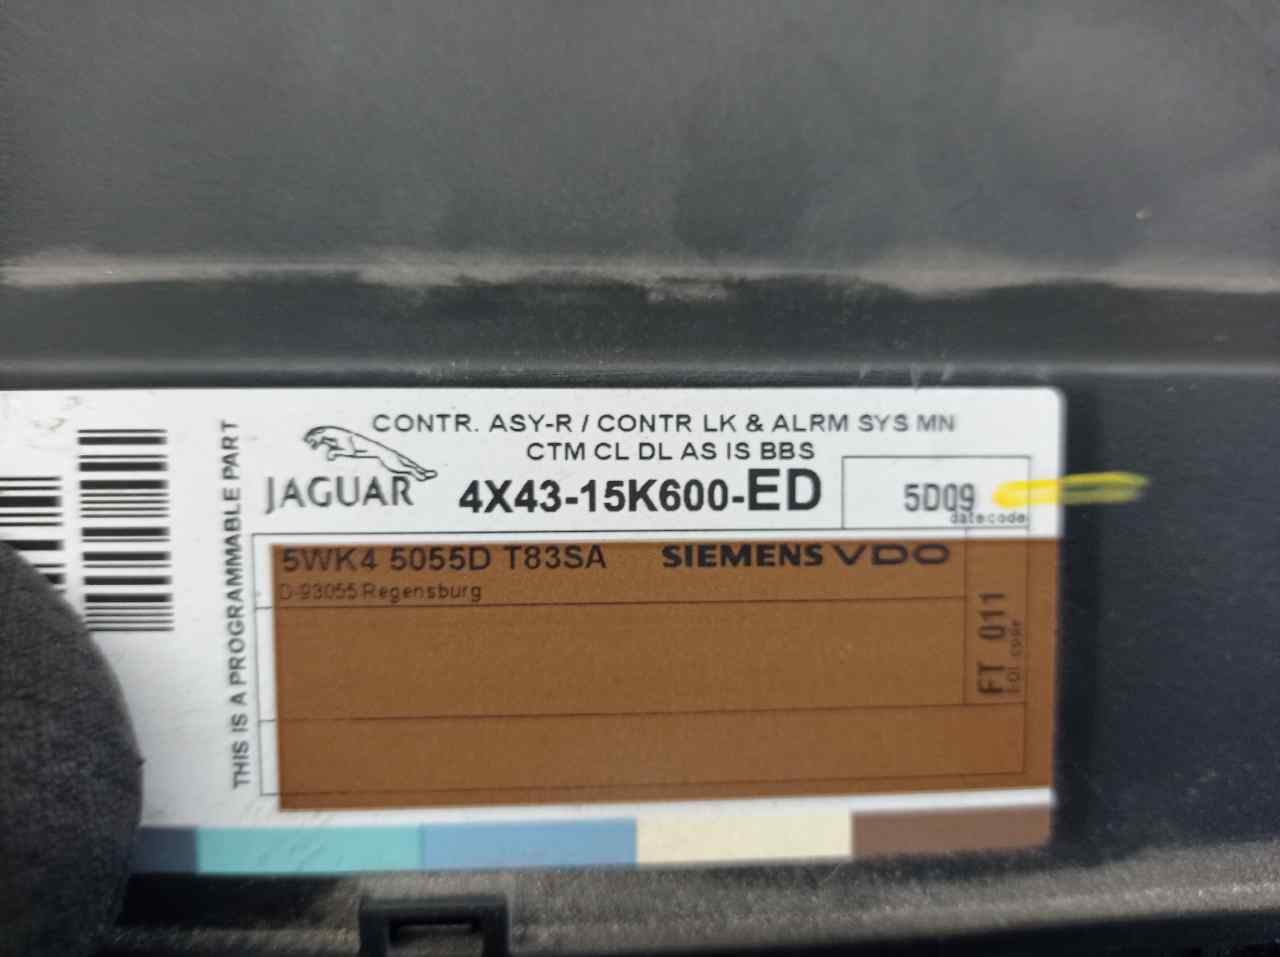 CONTR. ASY-R / CONTR LK & ALRM SYS MN
CTM CL DL AS IS BBS
JAGUAR 4X43-15K600-ED
5D09
datecode
5WK4 5055D T83SA SIEMENS VDO
D-93055 Regensburg
FT 011
THIS IS A PROGRAMMABLE PART